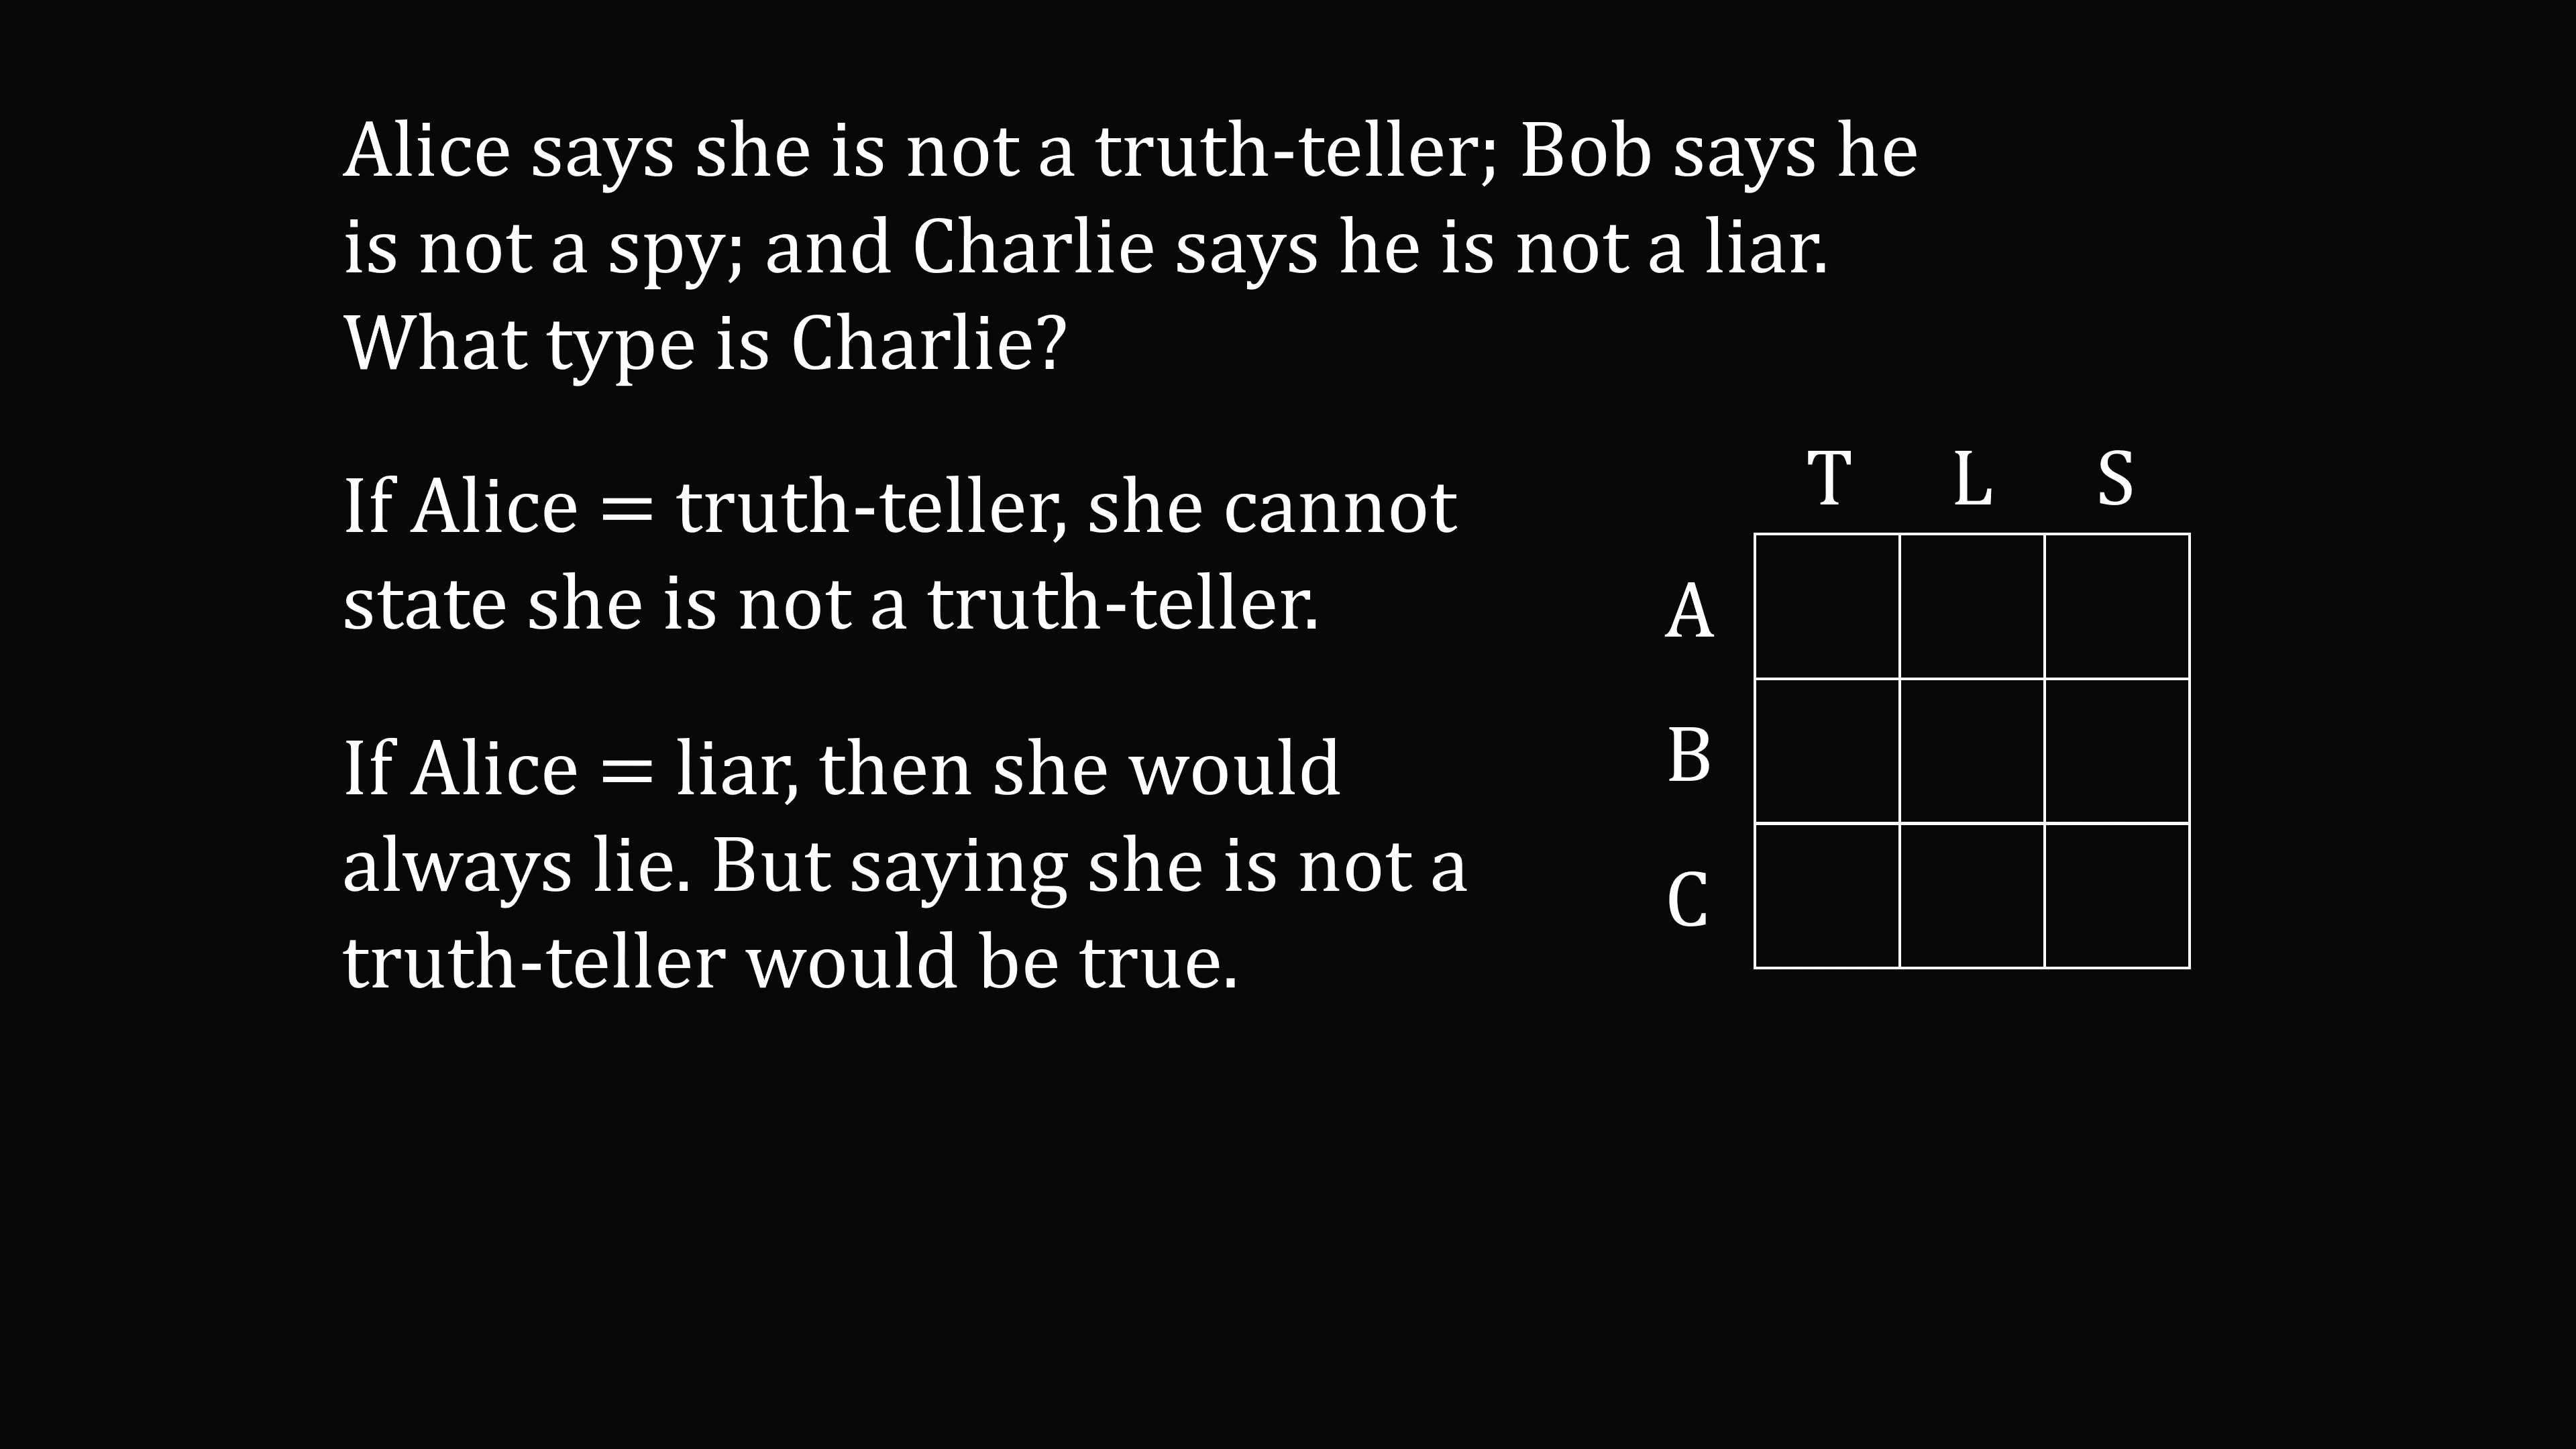 Alice says she is not a truth-teller; Bob says he
is not a spy; and Charlie says he is not a liar.
What type is Charlie?
If Alice = truth-teller, she cannot
state she is not a truth-teller.
If Alice = liar, then she would
always lie. But saying she is not a
truth-teller would be true.
T L S
A
B
C